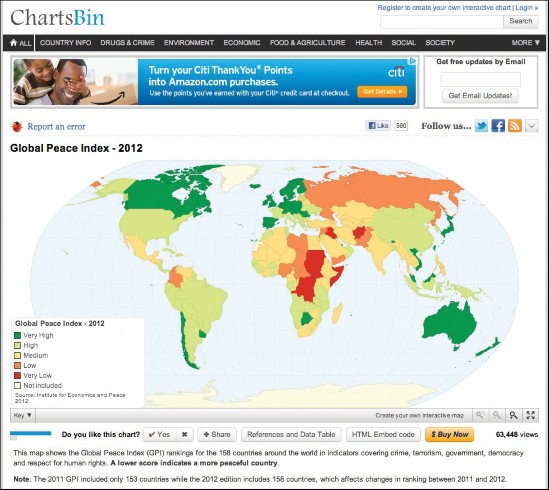 ChartsBin
Register to create your own interactive chart | Login »
Search
ALL COUNTRY INFO DRUGS & CRIME ENVIRONMENT ECONOMIC FOOD & AGRICULTURE HEALTH SOCIAL SOCIETY MORE ▼
Turn your Citi ThankYou® Points
into Amazon.com purchases.
Use the points you've earned with your Citi® credit card at checkout.
citi
Get Details ›
Get free updates by Email
Get Email Updates!
Report an error
Like 590
Follow us...
Global Peace Index - 2012
Global Peace Index - 2012
Very High
High
Medium
Low
Very Low
Not included
Source: Institute for Economics and Peace
2012
Key ▼
Create your own interactive map
Do you like this chart? ✔ Yes ✖ + Share References and Data Table HTML Embed code $ Buy Now 63,448 views
This map shows the Global Peace Index (GPI) rankings for the 158 countries around the world in indicators covering crime, terrorism, government, democracy
and respect for human rights. A lower score indicates a more peaceful country.
Note: The 2011 GPI included only 153 countries while the 2012 edition includes 158 countries, which affects changes in ranking between 2011 and 2012.